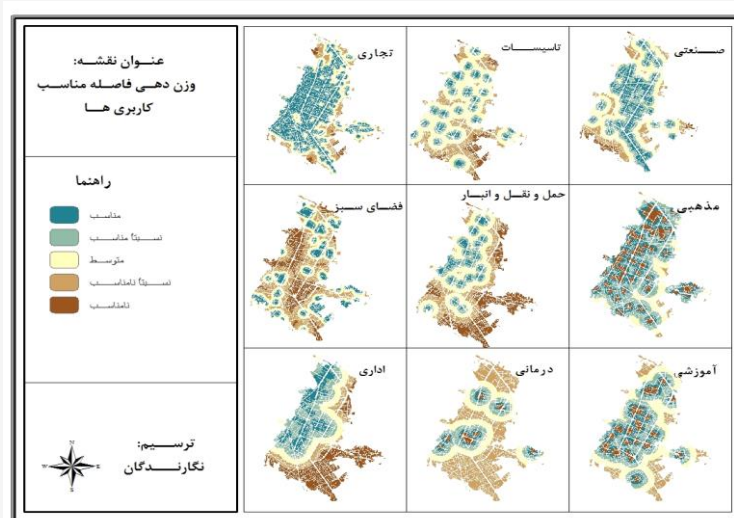 عنوان نقشه:
وزن دهی فاصله مناسب
کاربری ها
راهنما
مناسب
نسبتاً مناسب
متوسط
نسبتاً نامناسب
نامناسب
ترسیم:
نگارندگان
N
W E
S
صنعتی
تاسیسات
تجاری
مذهبی
حمل و نقل و انبار
فضای سبز
آموزشی
درمانی
اداری